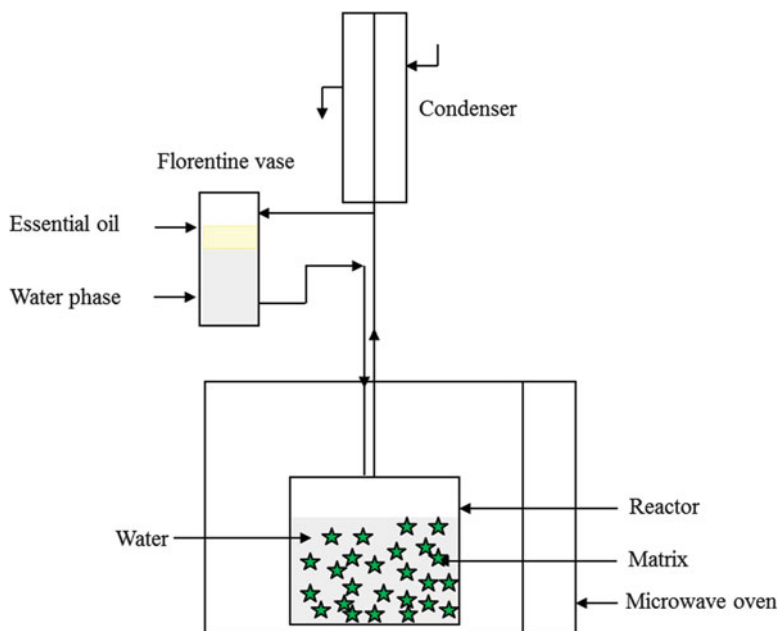 Condenser
Florentine vase
Essential oil
Water phase
Reactor
Water
Matrix
Microwave oven